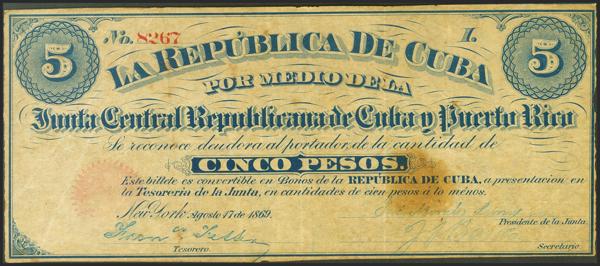 5 No. 8267 1. 5
LA REPÚBLICA DE CUBA
POR MEDIO DE LA
Junta Central Republicana de Cuba y Puerto Rico
Se reconoce deudora al portador de la cantidad de
CINCO PESOS.
Este billete es convertible en Bonos de la REPÚBLICA DE CUBA, a presentacion en
la Tesorería de la Junta, en cantidades de cien pesos á lo ménos.
New York Agosto 17 de 1869.
Presidente de la Junta.
Tesorero. Secretario.